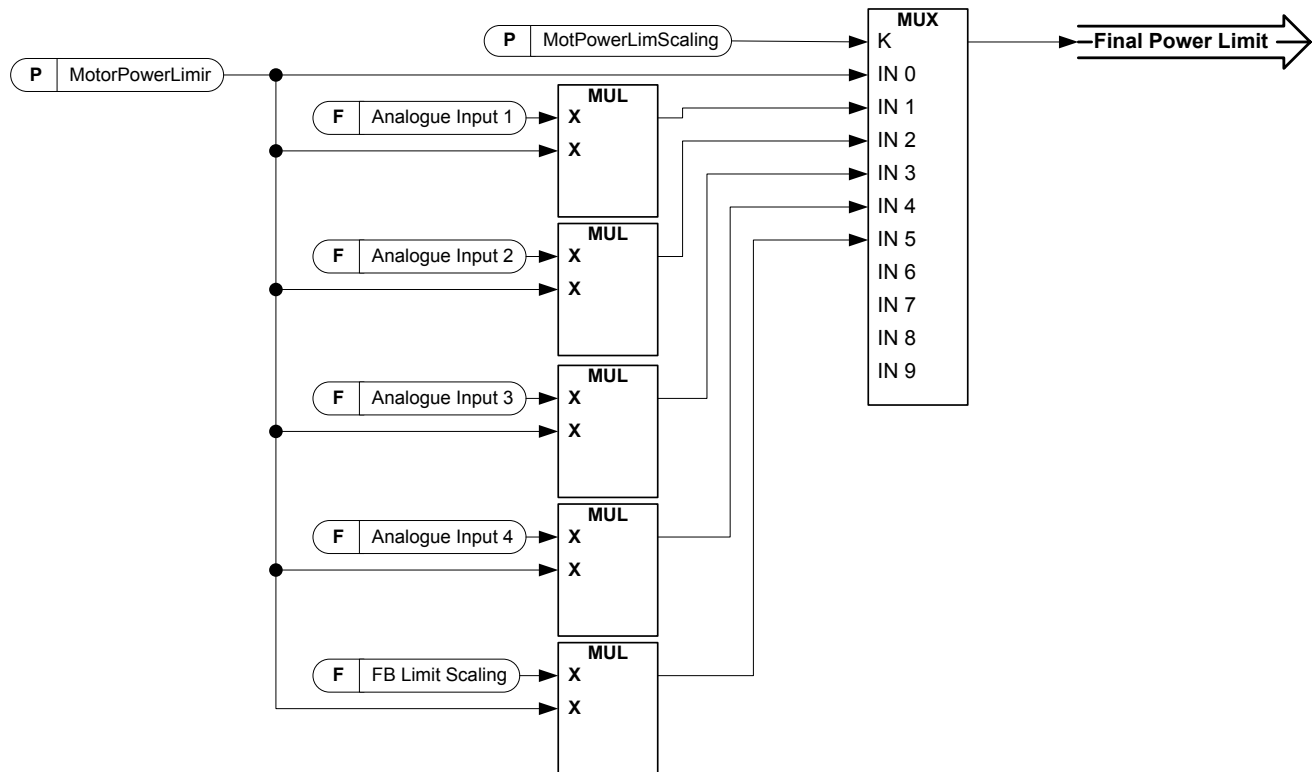 MUX
P MotPowerLimScaling
K
Final Power Limit
P MotorPowerLimir
IN 0
MUL
F Analogue Input 1
X
IN 1
X
IN 2
IN 3
IN 4
MUL
F Analogue Input 2
X
IN 5
X
IN 6
IN 7
IN 8
MUL
IN 9
F Analogue Input 3
X
X
MUL
F Analogue Input 4
X
X
MUL
F FB Limit Scaling
X
X